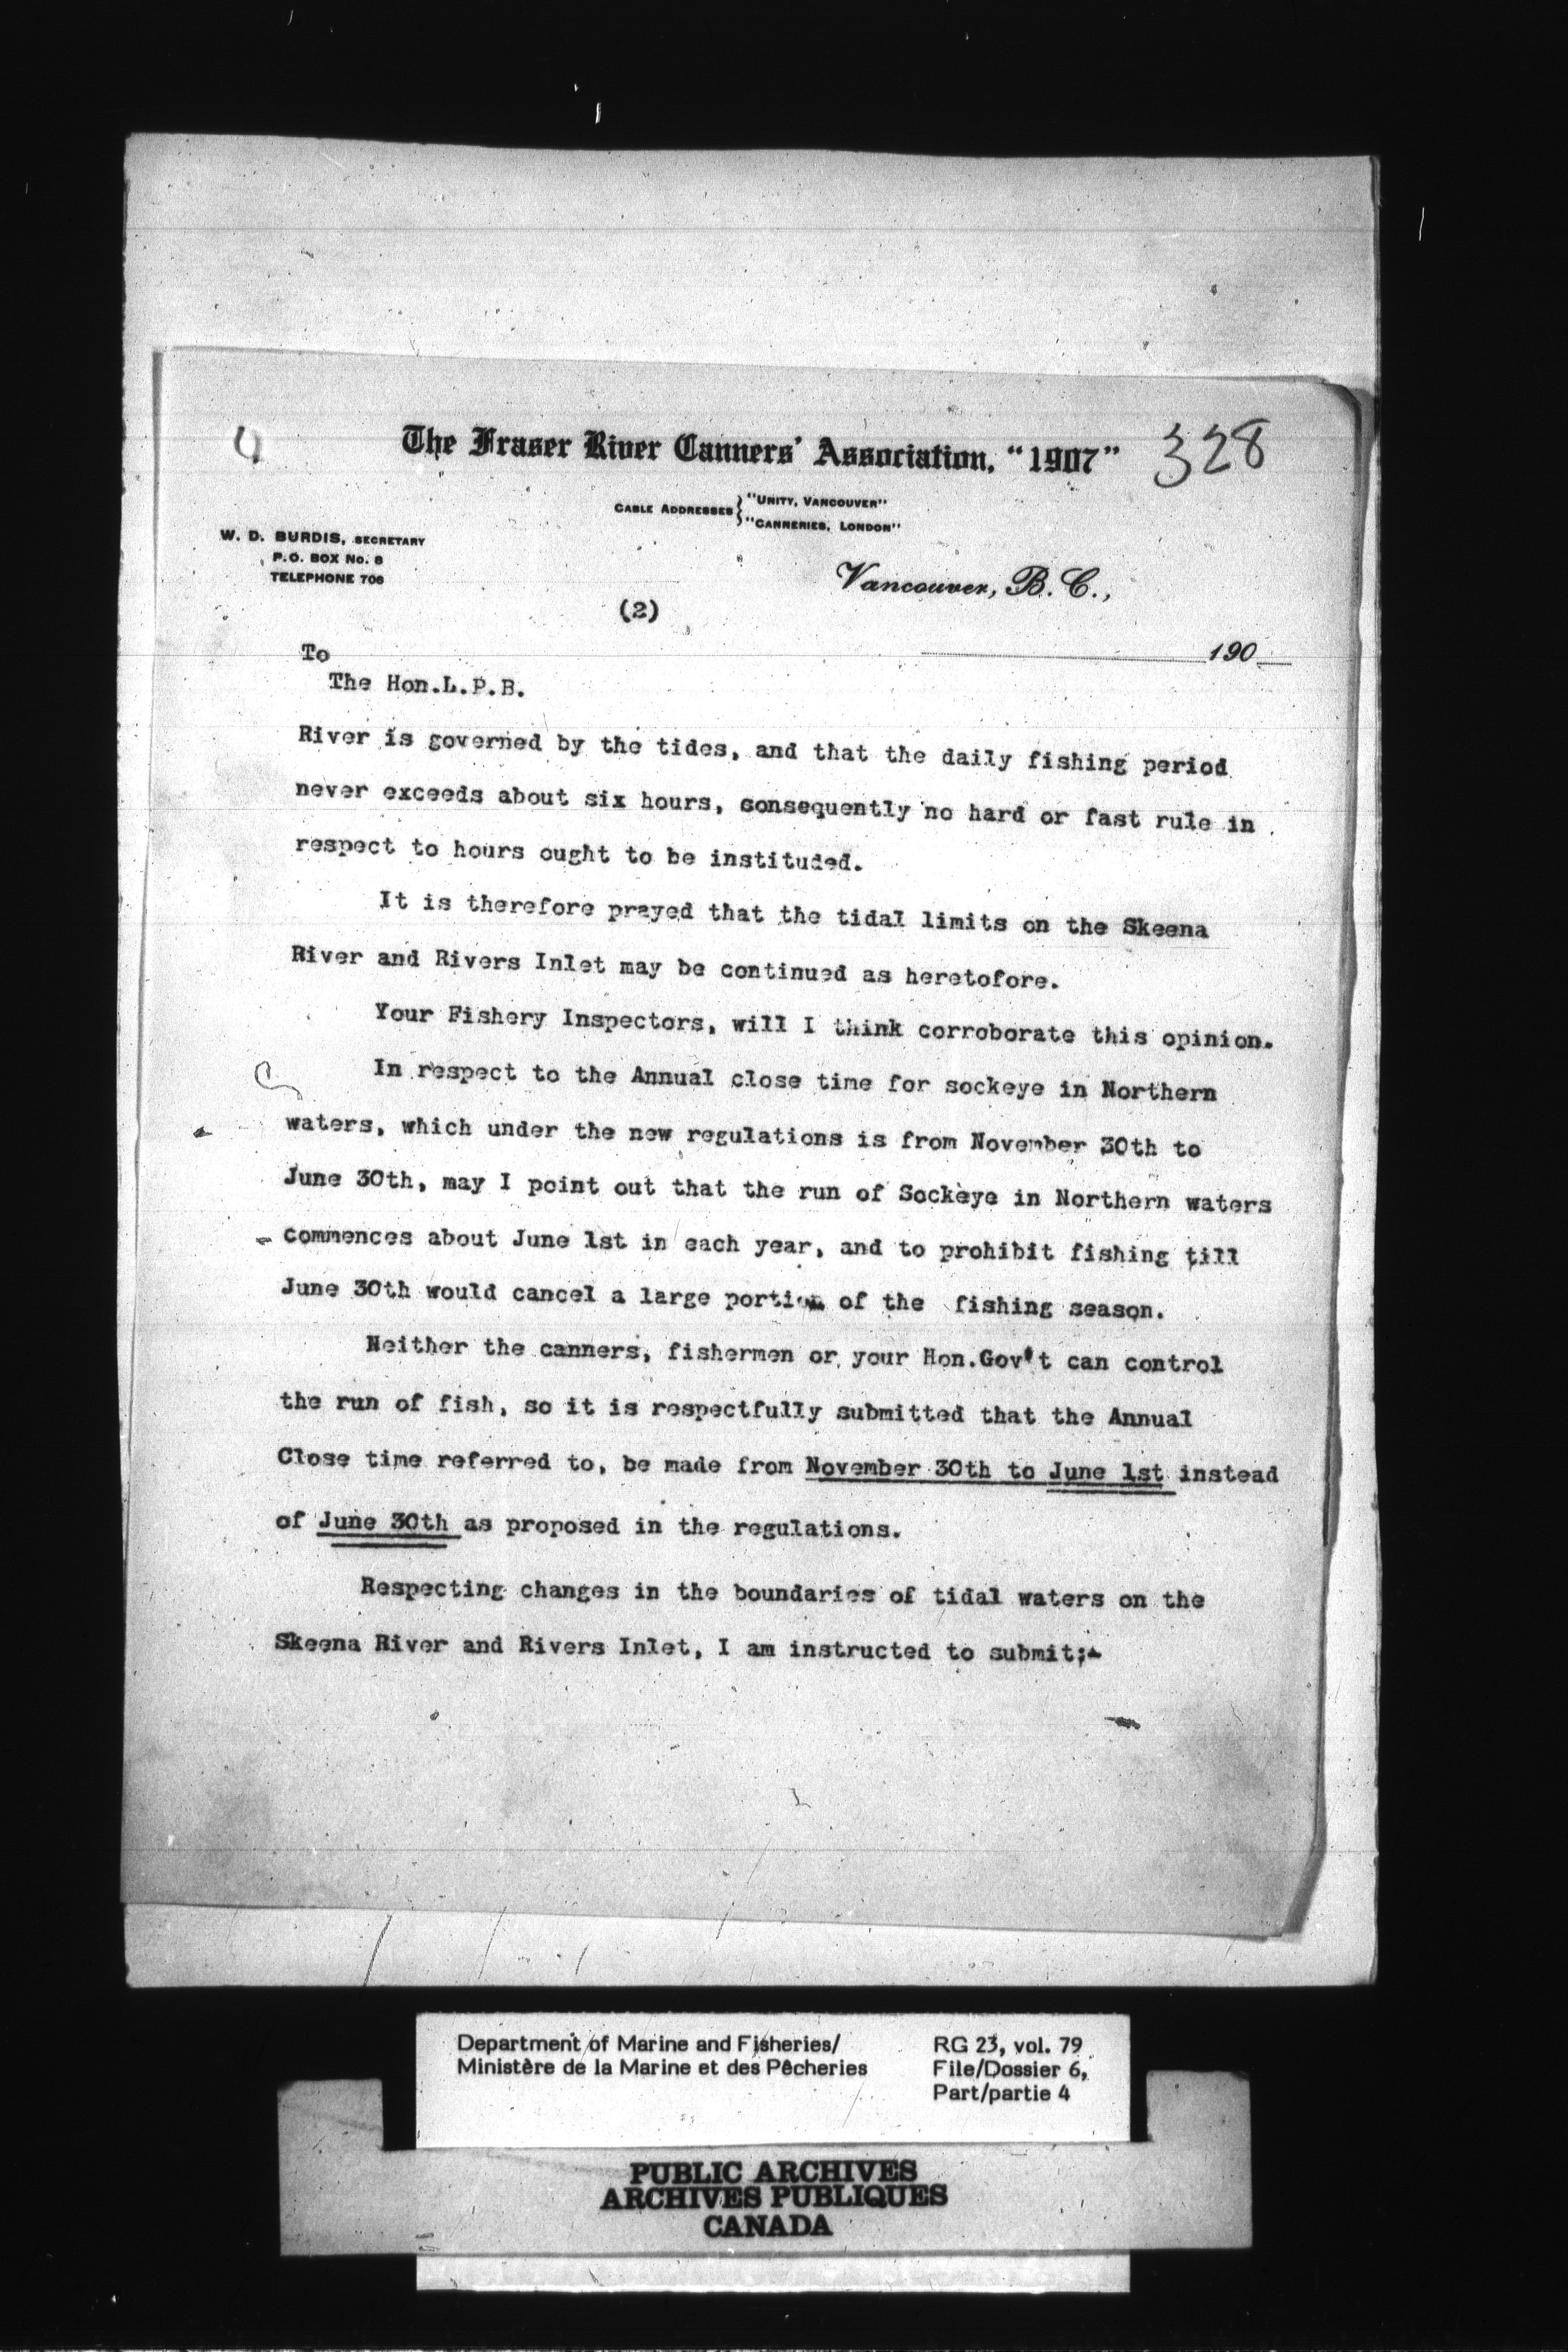 4
The Fraser River Canners' Association, "1907"
328
CABLE ADDRESSES } "UNITY, VANCOUVER"
"CANNERIES, LONDON"
W. D. BURDIS, SECRETARY
P.O. BOX No. 8
TELEPHONE 706
Vancouver, B. C.,
(2)
To
190
The Hon.L.P.B.
River is governed by the tides, and that the daily fishing period
never exceeds about six hours, consequently no hard or fast rule in
respect to hours ought to be instituded.
It is therefore prayed that the tidal limits on the Skeena
River and Rivers Inlet may be continued as heretofore.
Your Fishery Inspectors, will I think corroborate this opinion.
In respect to the Annual close time for sockeye in Northern
waters, which under the new regulations is from November 30th to
June 30th, may I point out that the run of Sockeye in Northern waters
commences about June 1st in each year, and to prohibit fishing till
June 30th would cancel a large portion of the fishing season.
Neither the canners, fishermen or your Hon.Gov't can control
the run of fish, so it is respectfully submitted that the Annual
Close time referred to, be made from November 30th to June 1st instead
of June 30th as proposed in the regulations.
Respecting changes in the boundaries of tidal waters on the
Skeena River and Rivers Inlet, I am instructed to submit;-
Department of Marine and Fisheries/
Ministère de la Marine et des Pêcheries
RG 23, vol. 79
File/Dossier 6,
Part/partie 4
PUBLIC ARCHIVES
ARCHIVES PUBLIQUES
CANADA